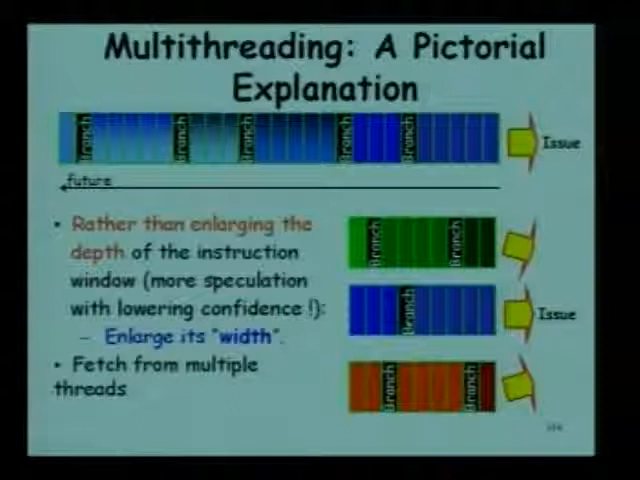 Multithreading: A Pictorial
Explanation
Branch
Branch
Branch
Branch
Branch
Issue
future
• Rather than enlarging the
depth of the instruction
window (more speculation
with lowering confidence !):
– Enlarge its "width".
• Fetch from multiple
threads
Branch
Branch
Branch
Issue
Branch
Branch